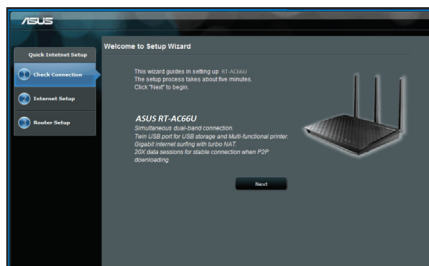 ASUS
Quick Internet Setup
Welcome to Setup Wizard
1 Check Connection
2 Internet Setup
3 Router Setup
This wizard guides in setting up RT-AC66U
The setup process takes about five minutes.
Click "Next" to begin.
ASUS RT-AC66U
Simultaneous dual-band connection.
Twin USB port for USB storage and Multi-functional printer.
Gigabit internet surfing with turbo NAT.
20X data sessions for stable connection when P2P
downloading.
Next